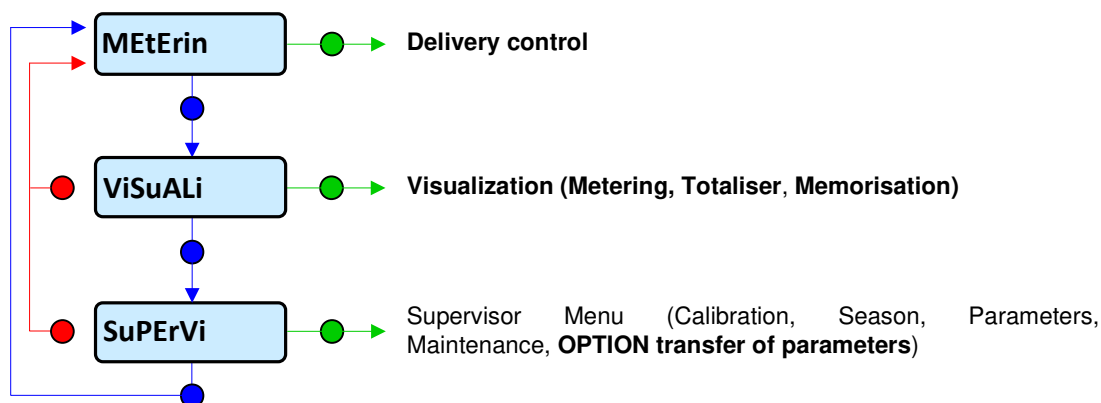 MEtErin
Delivery control
ViSuALi
Visualization (Metering, Totaliser, Memorisation)
SuPErVi
Supervisor Menu (Calibration, Season, Parameters,
Maintenance, OPTION transfer of parameters)